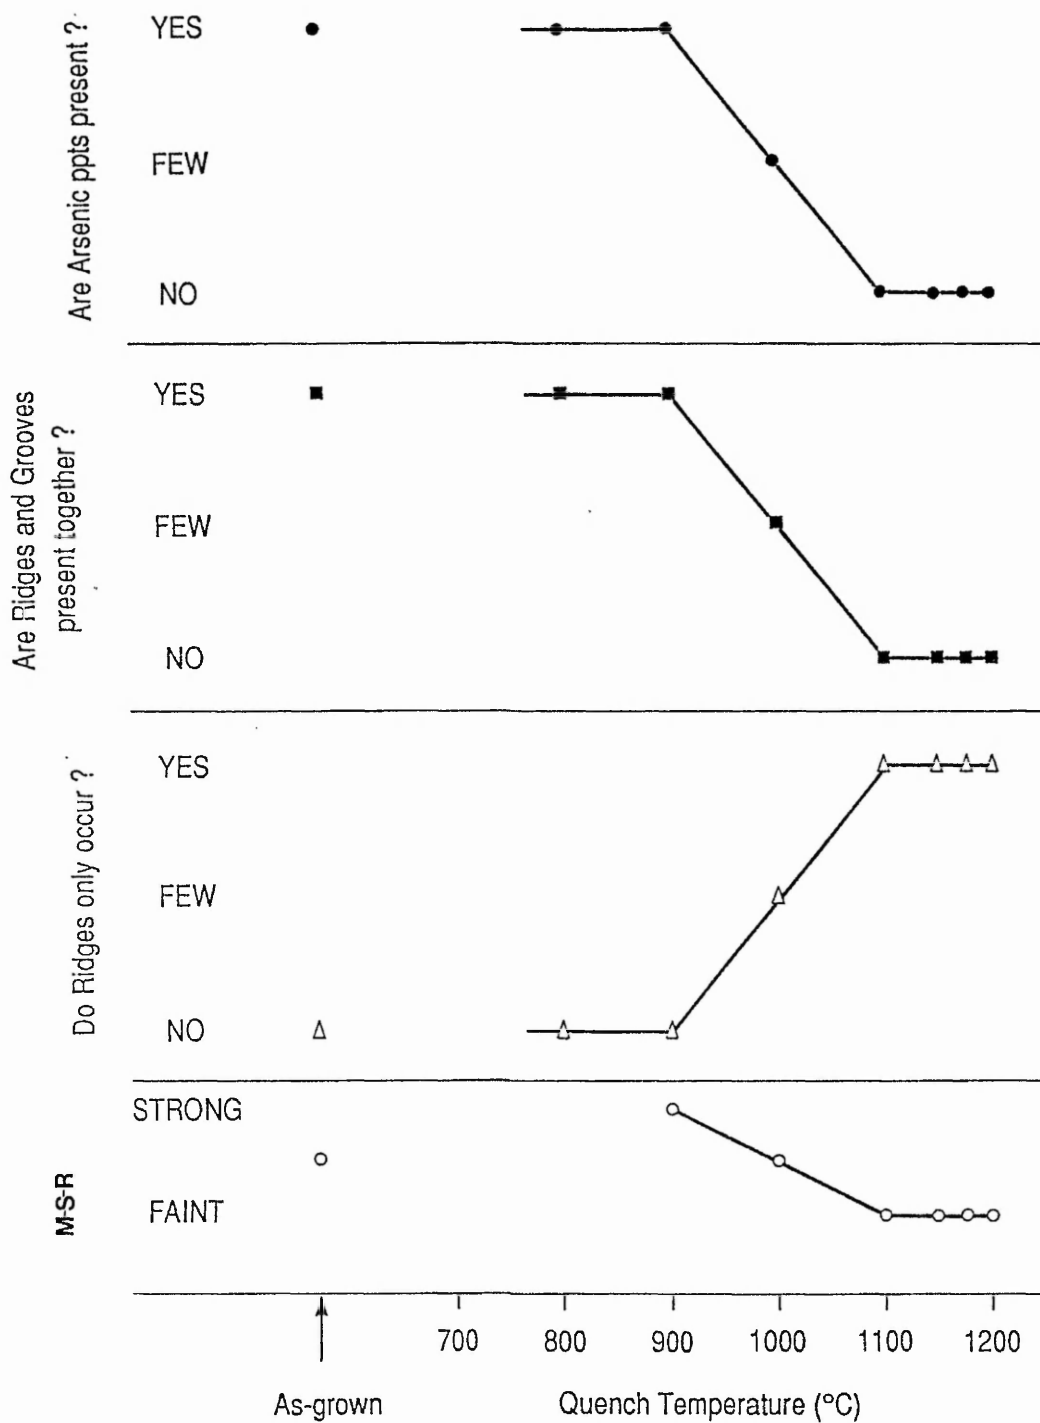 Are Arsenic ppts present ?
YES
FEW
NO
Are Ridges and Grooves
present together ?
YES
FEW
NO
Do Ridges only occur ?
YES
FEW
NO
M-S-R
STRONG
FAINT
700 800 900 1000 1100 1200
As-grown
Quench Temperature (°C)